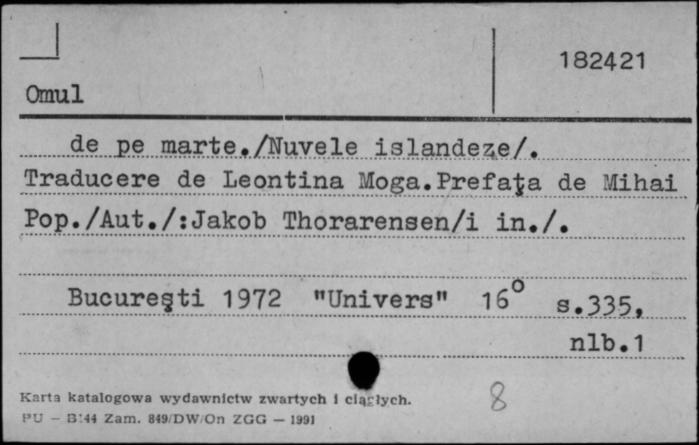 182421
Omul
de pe marte./Nuvele islandeze/.
Traducere de Leontina Moga.Prefaţa de Mihai
Pop./Aut./:Jakob Thorarensen/i in./.
Bucureşti 1972 "Univers" 16° s.335,
nlb.1
8
Karta katalogowa wydawnictw zwartych i ciągłych.
PU – B144 Zam. 849/DW/On ZGG – 1991